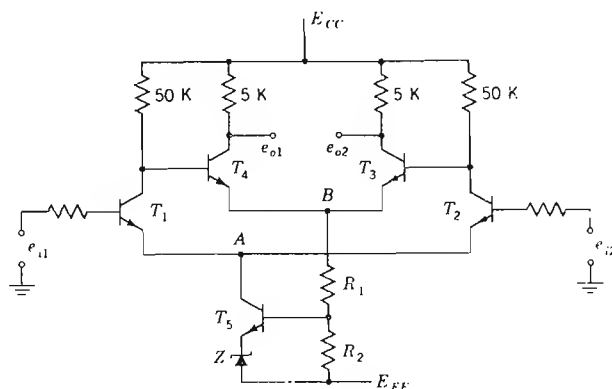 E_CC
50 K 5 K 5 K 50 K
e_o1 e_o2
T_4 T_3
T_1 T_2
B
A
e_i1 e_i2
R_1
T_5
R_2
Z
E_EE